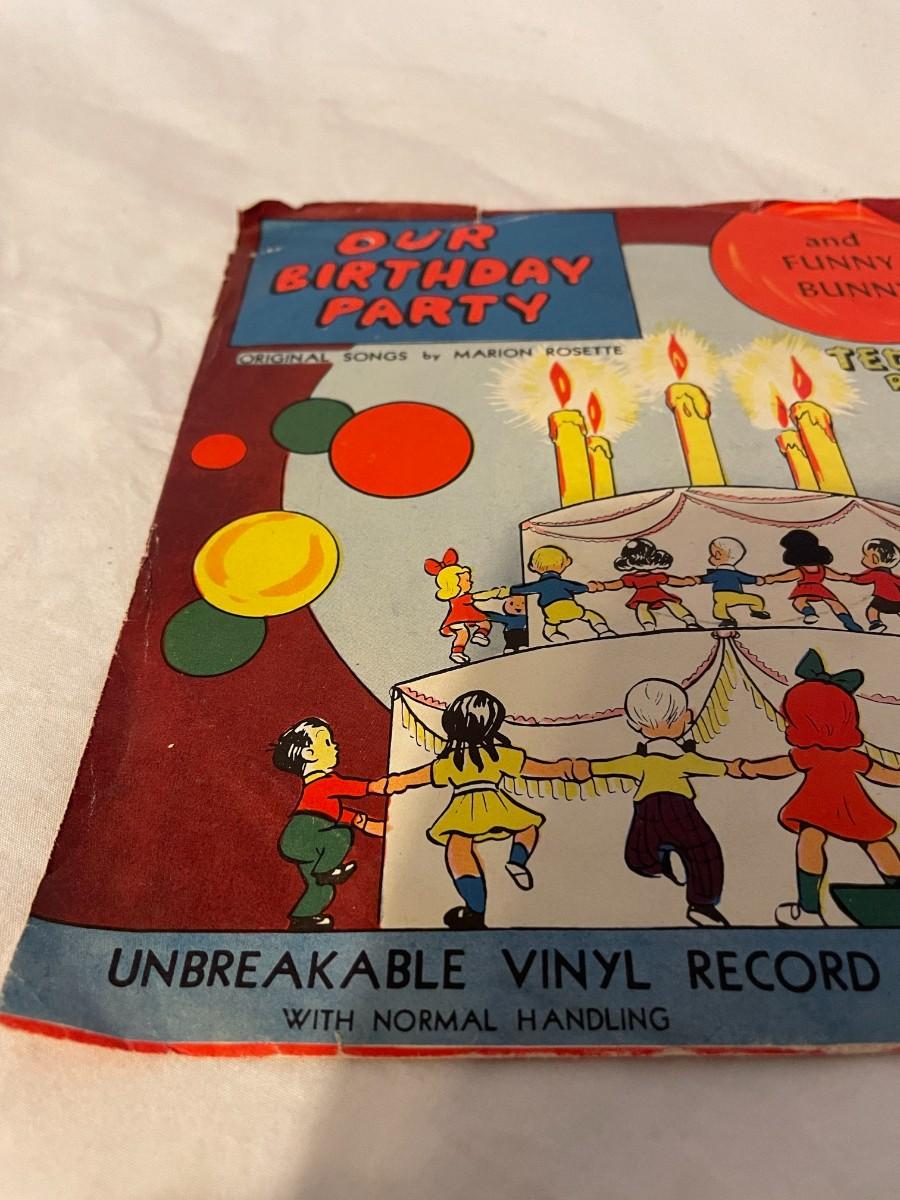 OUR
BIRTHDAY
PARTY
ORIGINAL SONGS by MARION ROSETTE
and
FUNNY
UNBREAKABLE VINYL RECORD
WITH NORMAL HANDLING